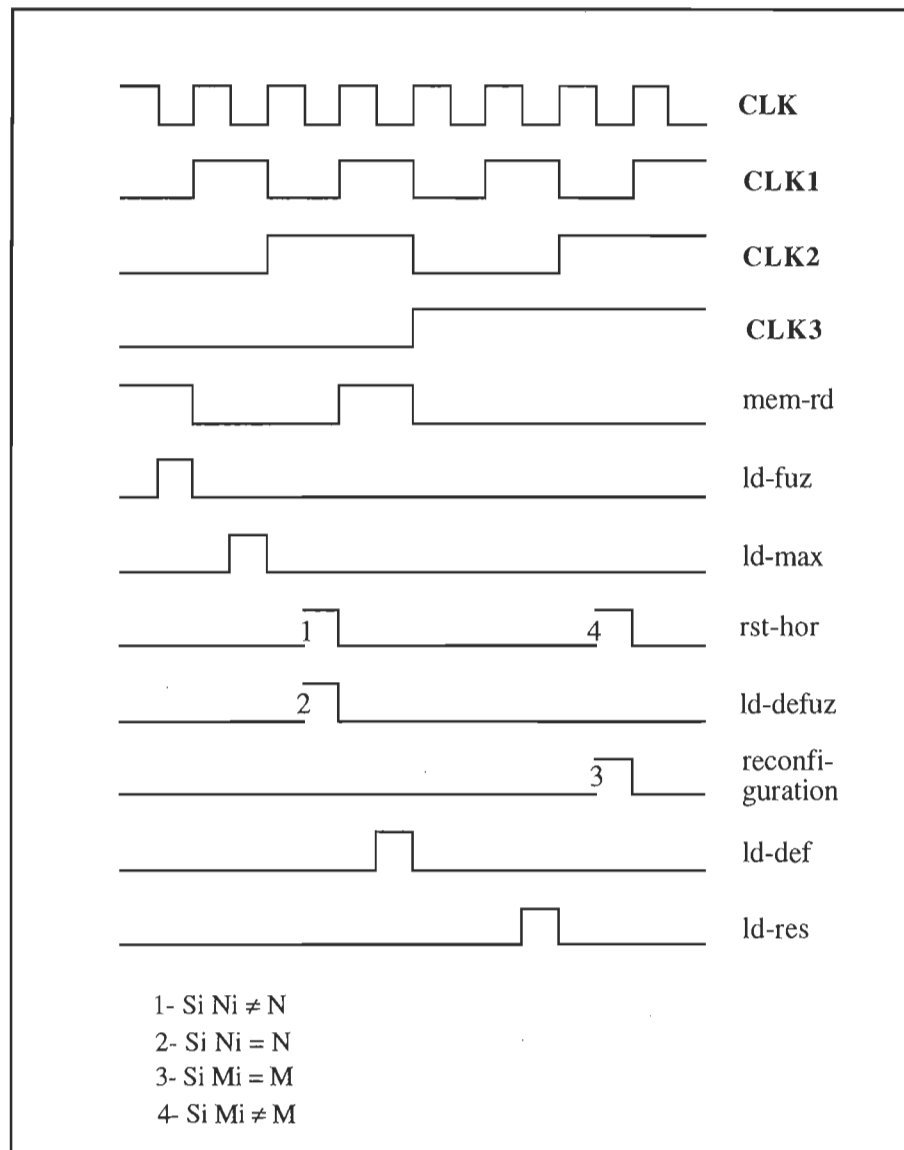 CLK
CLK1
CLK2
CLK3
mem-rd
ld-fuz
ld-max
1
4
rst-hor
2
ld-defuz
3
reconfi-
guration
ld-def
ld-res
1- Si Ni ≠ N
2- Si Ni = N
3- Si Mi = M
4- Si Mi ≠ M